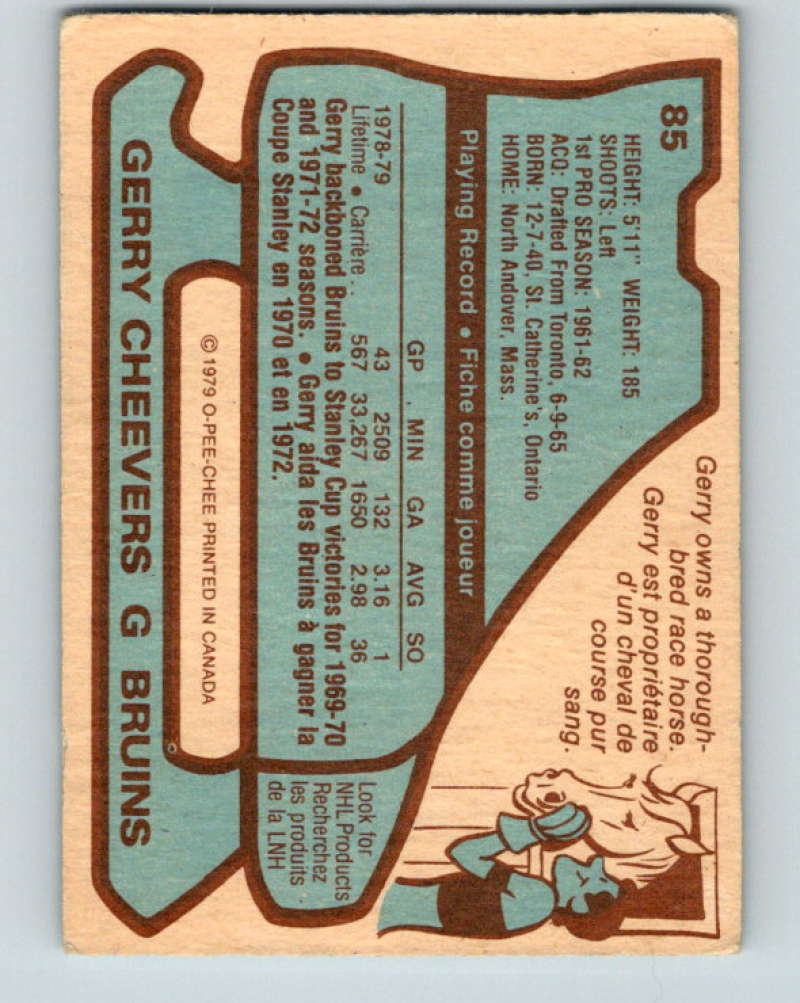 85
HEIGHT: 5'11" WEIGHT: 185
SHOOTS: Left
1st PRO SEASON: 1961-62
ACQ: Drafted From Toronto, 6-9-65
BORN: 12-7-40, St. Catherine's, Ontario
HOME: North Andover, Mass.
Gerry owns a thorough-
bred race horse.
Gerry est propriétaire
d'un cheval de
course pur
sang.
Playing Record • Fiche comme joueur
GP MIN GA AVG SO
1978-79 43 2509 132 3.16 1
Lifetime • Carrière .. 567 33,267 1650 2.98 36
Gerry backboned Bruins to Stanley Cup victories for 1969-70
and 1971-72 seasons. • Gerry aida les Bruins à gagner la
Coupe Stanley en 1970 et en 1972.
Look for
NHL Products
Recherchez
les produits
de la LNH
© 1979 O-PEE-CHEE PRINTED IN CANADA
GERRY CHEEVERS G BRUINS